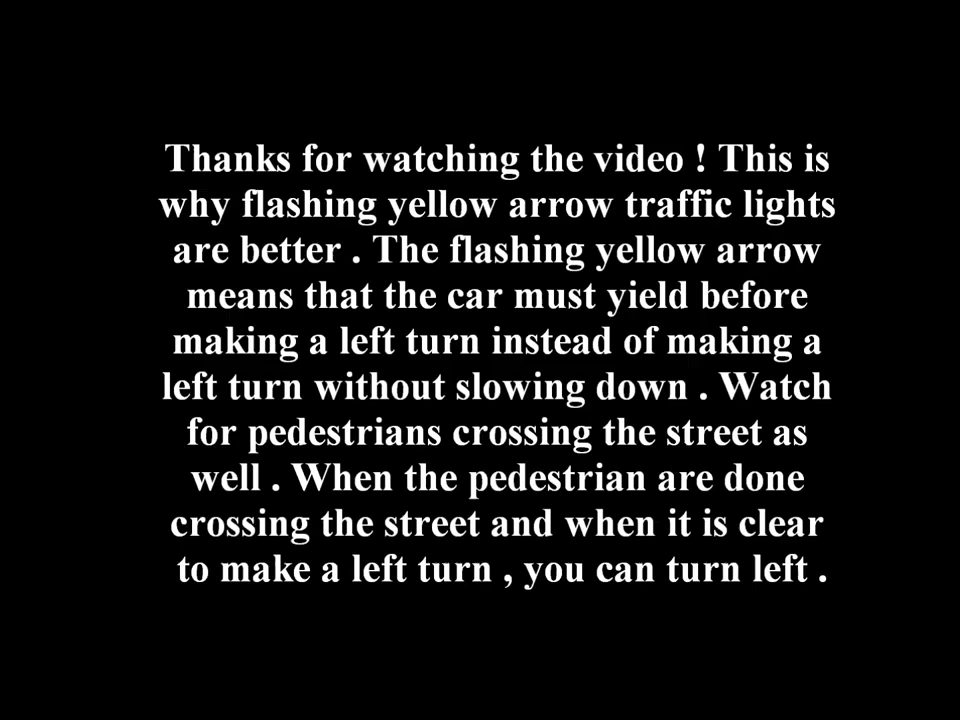 Thanks for watching the video ! This is
why flashing yellow arrow traffic lights
are better . The flashing yellow arrow
means that the car must yield before
making a left turn instead of making a
left turn without slowing down . Watch
for pedestrians crossing the street as
well . When the pedestrian are done
crossing the street and when it is clear
to make a left turn , you can turn left .